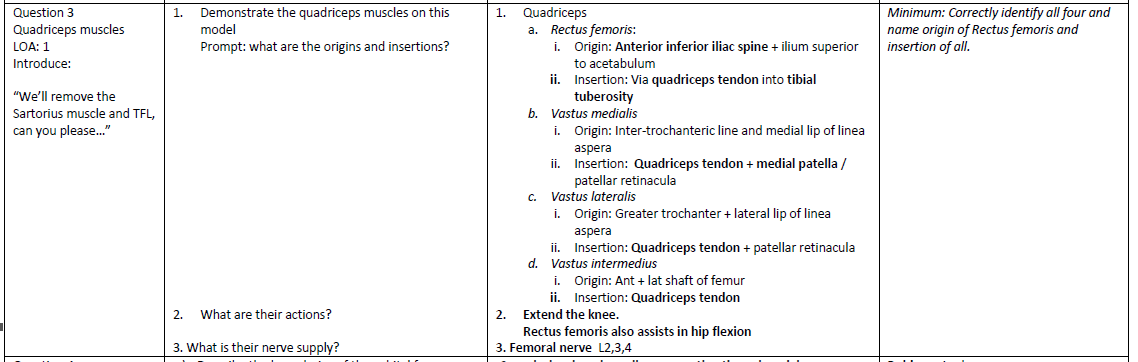 Question 3
Quadriceps muscles
LOA: 1
Introduce:
"We'll remove the
Sartorius muscle and TFL,
can you please…"
1. Demonstrate the quadriceps muscles on this
model
Prompt: what are the origins and insertions?
2. What are their actions?
3. What is their nerve supply?
1. Quadriceps
a. Rectus femoris:
i. Origin: Anterior inferior iliac spine + ilium superior
to acetabulum
ii. Insertion: Via quadriceps tendon into tibial
tuberosity
b. Vastus medialis
i. Origin: Inter-trochanteric line and medial lip of linea
aspera
ii. Insertion: Quadriceps tendon + medial patella /
patellar retinacula
c. Vastus lateralis
i. Origin: Greater trochanter + lateral lip of linea
aspera
ii. Insertion: Quadriceps tendon + patellar retinacula
d. Vastus intermedius
i. Origin: Ant + lat shaft of femur
ii. Insertion: Quadriceps tendon
2. Extend the knee.
Rectus femoris also assists in hip flexion
3. Femoral nerve L2,3,4
Minimum: Correctly identify all four and
name origin of Rectus femoris and
insertion of all.